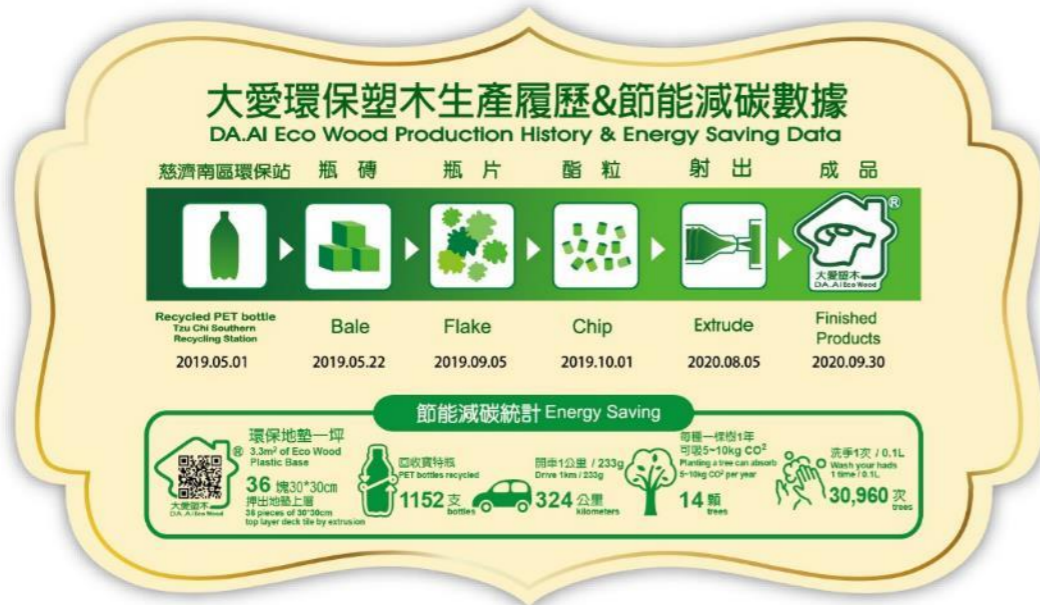 大愛環保塑木生產履歷&節能減碳數據
DA.AI Eco Wood Production History & Energy Saving Data
慈濟南區環保站 瓶磚 瓶片 酯粒 射出 成品
®
大愛塑木
DA.AI Eco Wood
Recycled PET bottle
Tzu Chi Southern
Recycling Station
Bale
Flake
Chip
Extrude
Finished
Products
2019.05.01 2019.05.22 2019.09.05 2019.10.01 2020.08.05 2020.09.30
節能減碳統計 Energy Saving
®
大愛塑木
DA.AI Eco Wood
環保地墊一坪
3.3m² of Eco Wood
Plastic Base
36 塊30*30cm
押出地墊上層
36 pieces of 30*30cm
top layer deck tile by extrusion
回收寶特瓶
PET bottles recycled
1152 支
bottles
開車1公里 / 233g
Drive 1km / 233g
324 公里
kilometers
每種一棵樹1年
可吸5~10kg CO²
Planting a tree can absorb
5~10kg CO² per year
14 顆
trees
洗手1次 / 0.1L
Wash your hads
1 time / 0.1L
30,960 次
trees